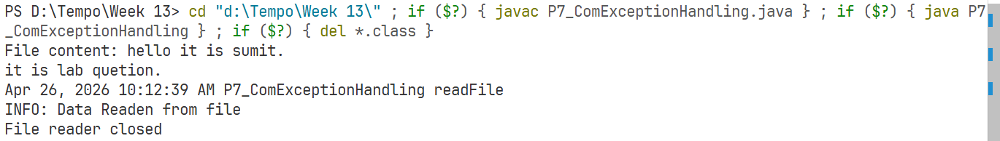 PS D:\Tempo\Week 13> cd "d:\Tempo\Week 13\" ; if ($?) { javac P7_ComExceptionHandling.java } ; if ($?) { java P7
_ComExceptionHandling } ; if ($?) { del *.class }
File content: hello it is sumit.
it is lab quetion.
Apr 26, 2026 10:12:39 AM P7_ComExceptionHandling readFile
INFO: Data Readen from file
File reader closed